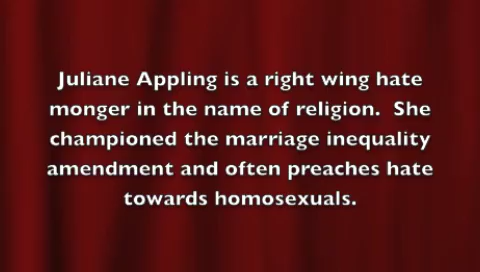 Juliane Appling is a right wing hate
monger in the name of religion.  She
championed the marriage inequality
amendment and often preaches hate
towards homosexuals.